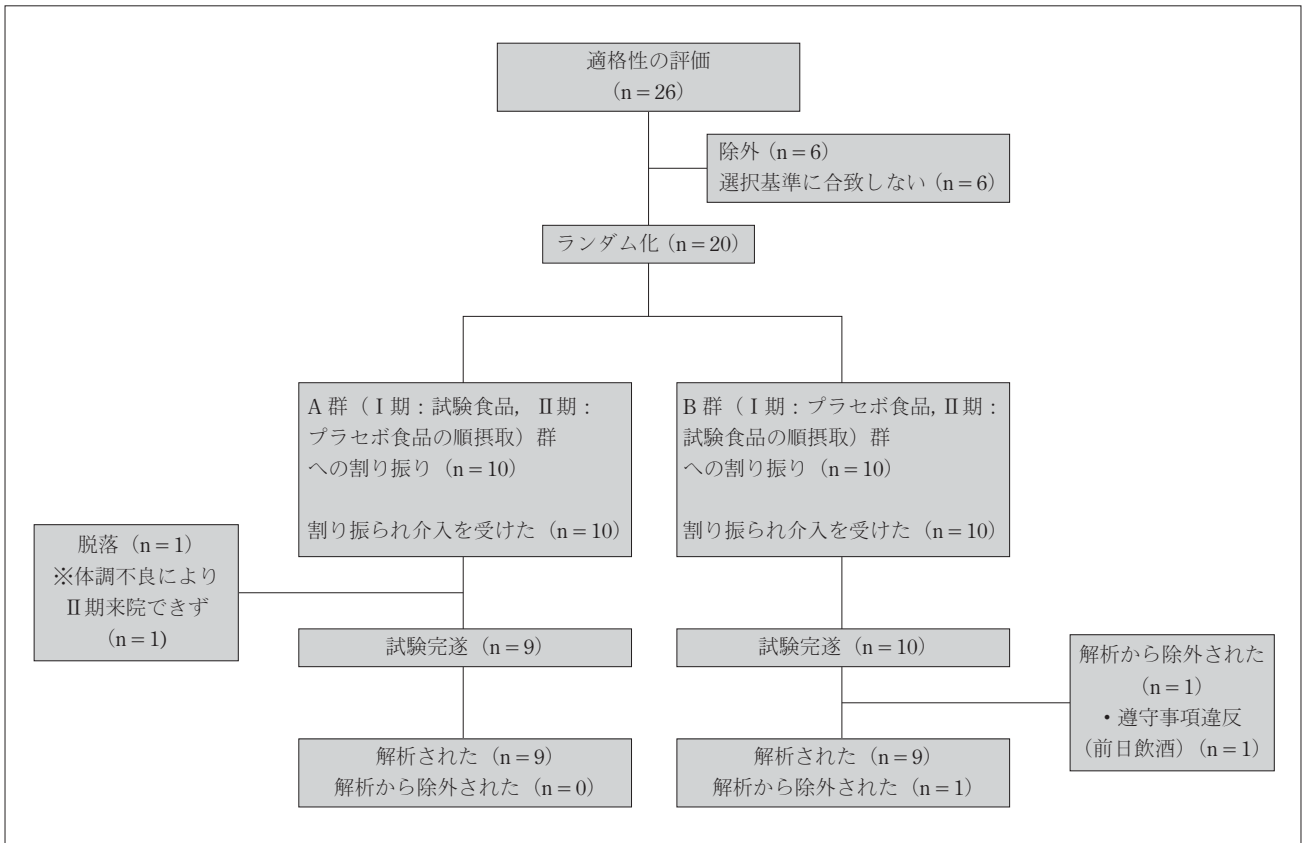 適格性の評価
（n＝26）
除外（n＝6）
選択基準に合致しない（n＝6）
ランダム化（n＝20）
A 群（Ⅰ期：試験食品，Ⅱ期：
プラセボ食品の順摂取）群
への割り振り（n＝10）
割り振られ介入を受けた（n＝10）
B 群（Ⅰ期：プラセボ食品，Ⅱ期：
試験食品の順摂取）群
への割り振り（n＝10）
割り振られ介入を受けた（n＝10）
脱落（n＝1）
※体調不良により
Ⅱ期来院できず
（n＝1）
試験完遂（n＝9）
試験完遂（n＝10）
解析から除外された
（n＝1）
・遵守事項違反
（前日飲酒）（n＝1）
解析された（n＝9）
解析から除外された（n＝0）
解析された（n＝9）
解析から除外された（n＝1）